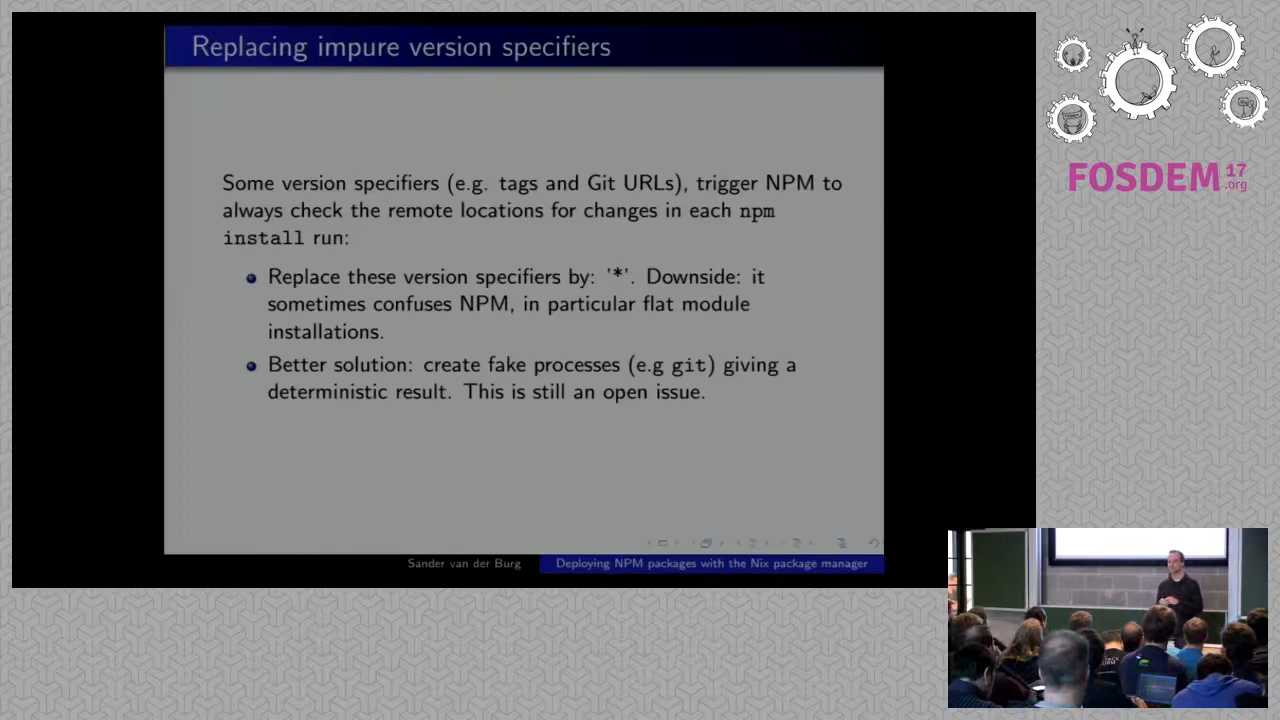 Replacing impure version specifiers
Some version specifiers (e.g. tags and Git URLs), trigger NPM to
always check the remote locations for changes in each npm
install run:
Replace these version specifiers by: '*'. Downside: it
sometimes confuses NPM, in particular flat module
installations.
Better solution: create fake processes (e.g git) giving a
deterministic result. This is still an open issue.
Sander van der Burg
Deploying NPM packages with the Nix package manager
FOSDEM 17
.org